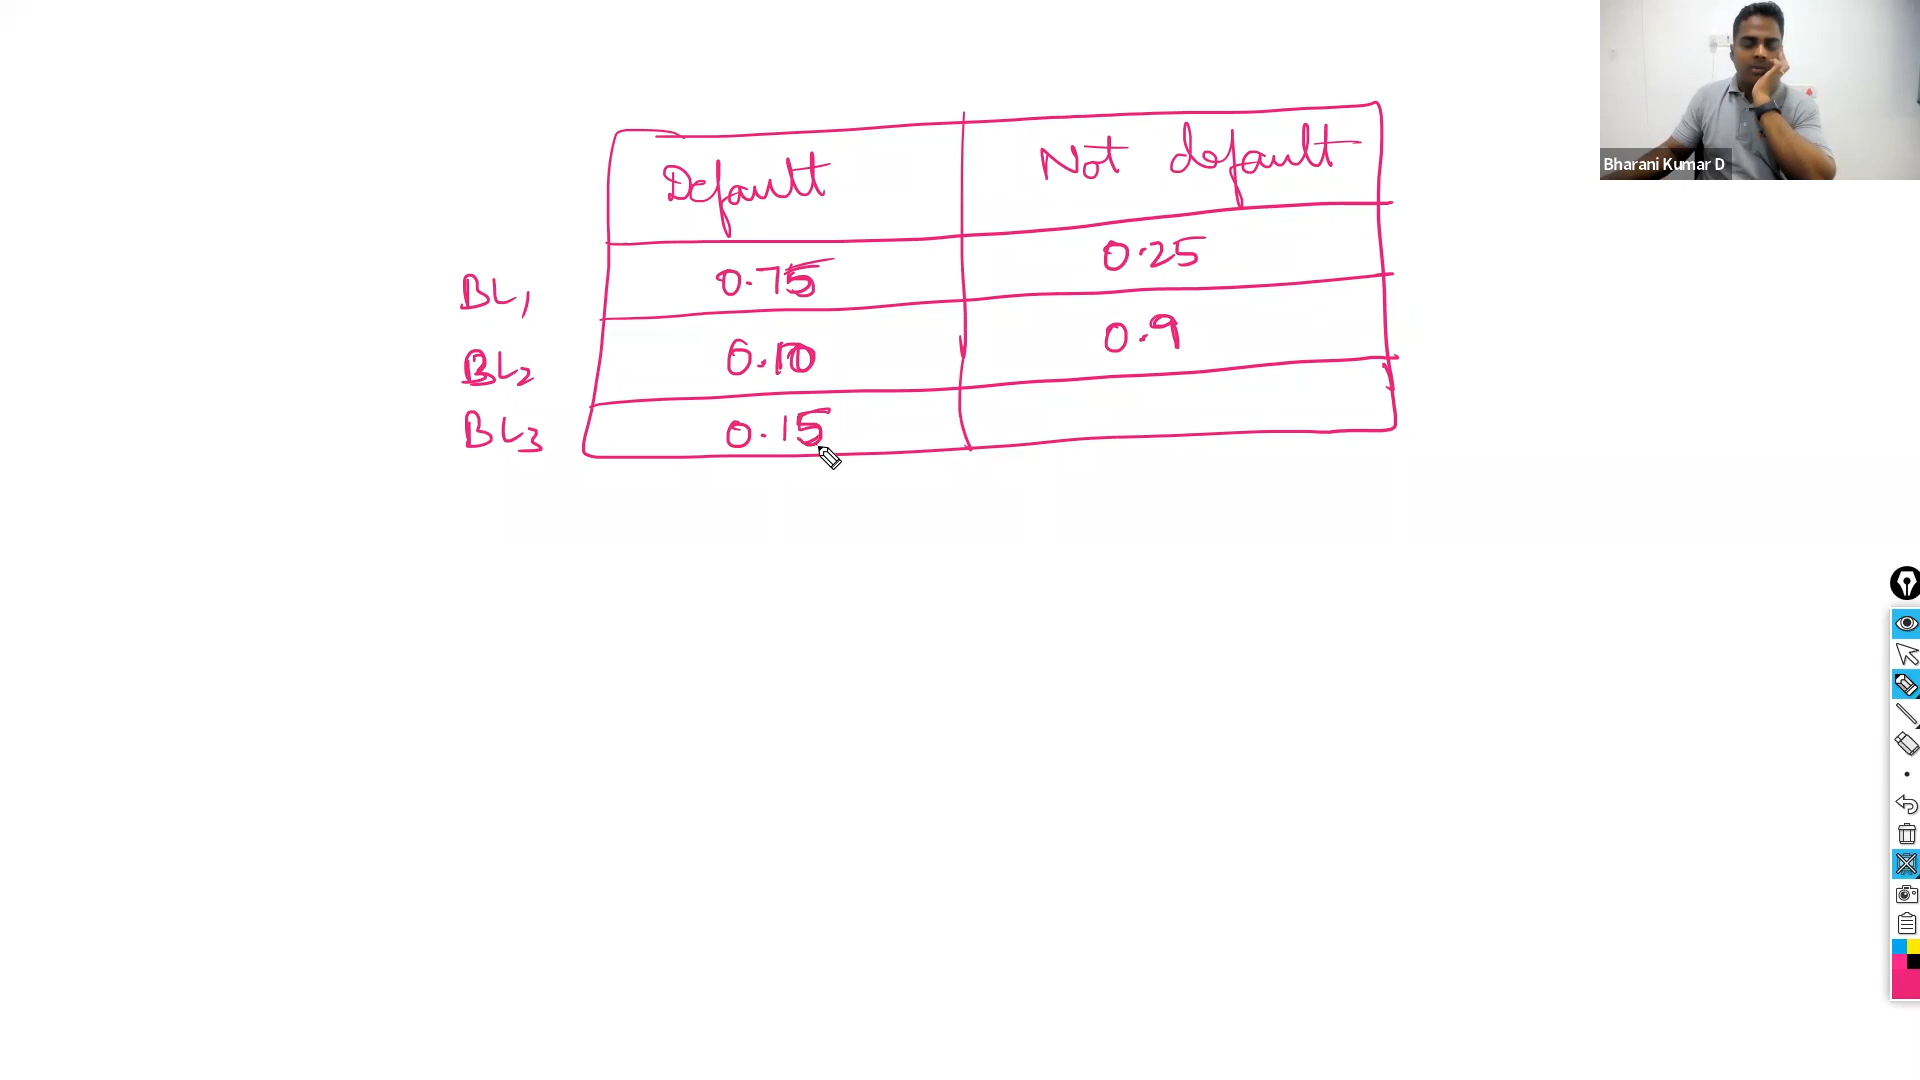 Bharani Kumar D
Default Not default
BL1 0.75 0.25
BL2 0.10 0.9
BL3 0.15